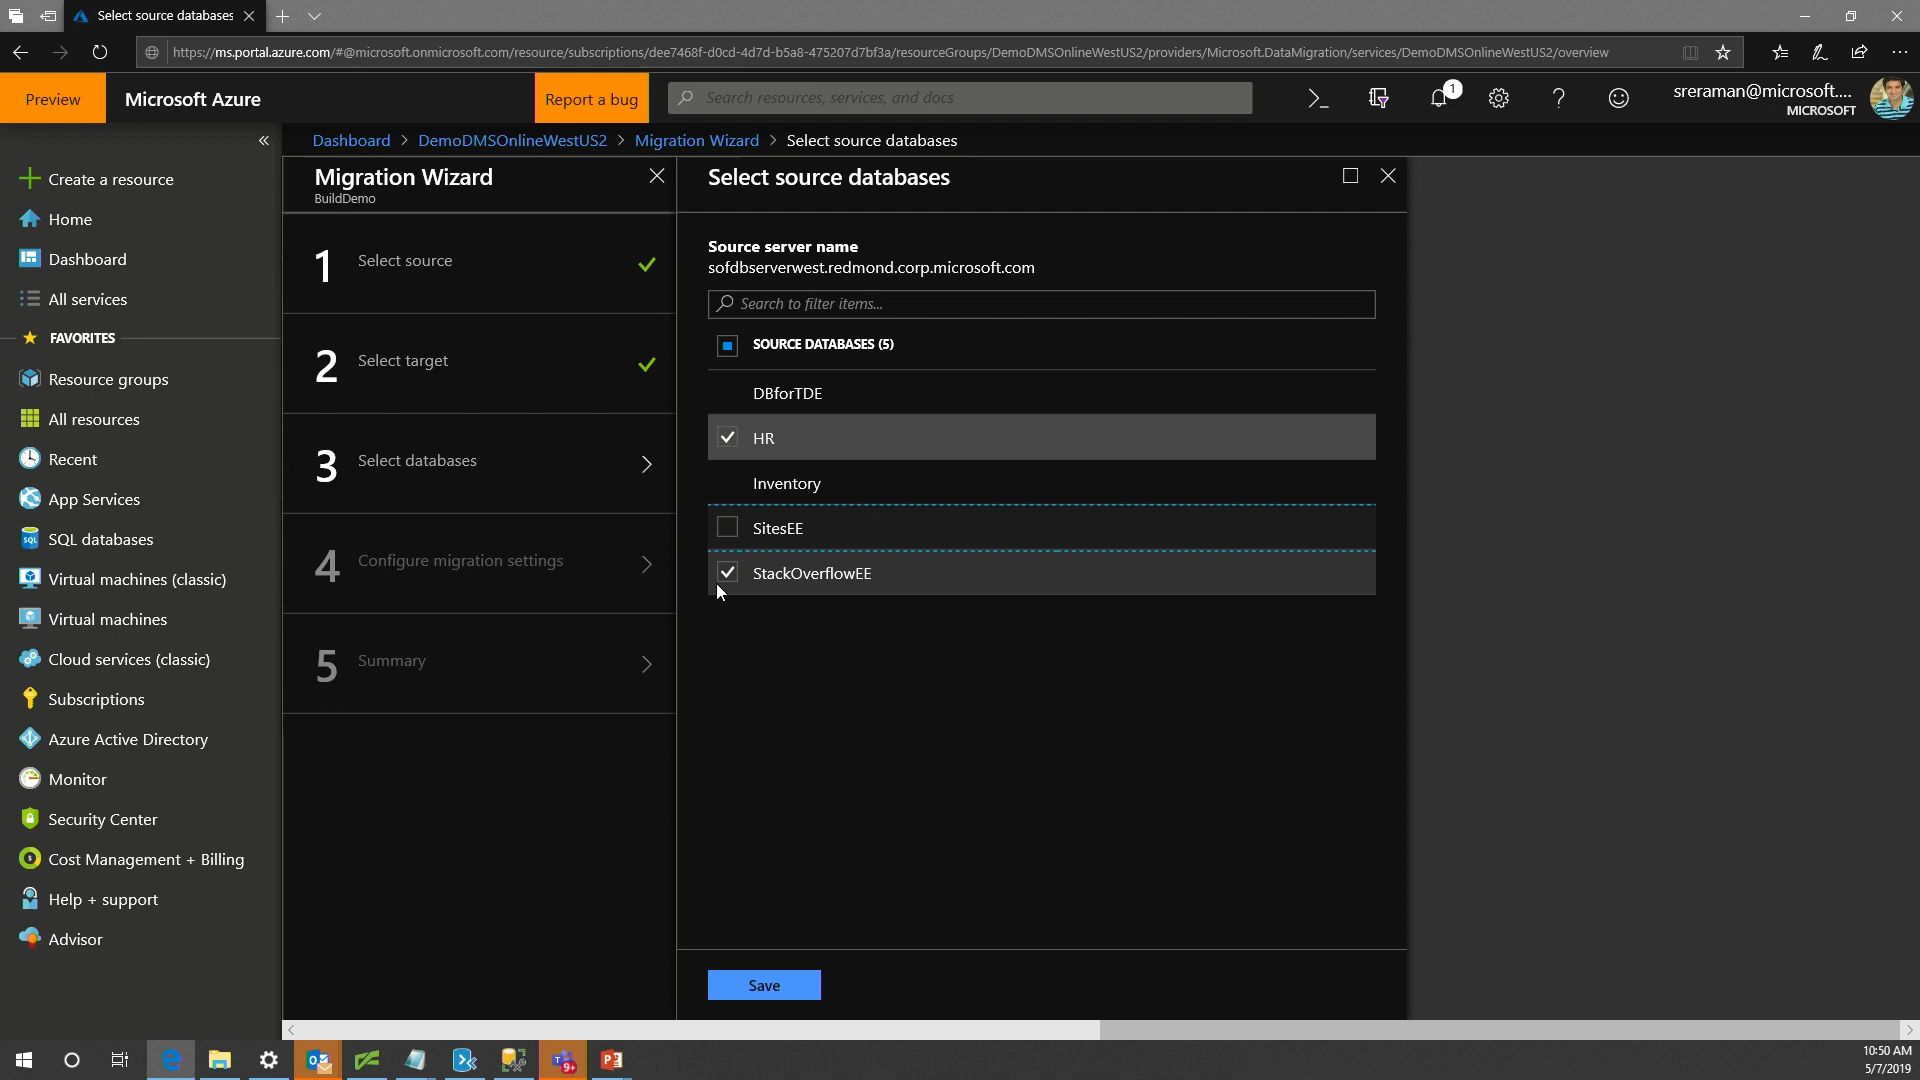 Select source databases
https://ms.portal.azure.com/#@microsoft.onmicrosoft.com/resource/subscriptions/dee7468f-d0cd-4d7d-b5a8-475207d7bf3a/resourceGroups/DemoDMSOnlineWestUS2/providers/Microsoft.DataMigration/services/DemoDMSOnlineWestUS2/overview
Preview
Microsoft Azure
Report a bug
Search resources, services, and docs
1
sreraman@microsoft....
MICROSOFT
Dashboard > DemoDMSOnlineWestUS2 > Migration Wizard > Select source databases
Create a resource
Home
Dashboard
All services
FAVORITES
Resource groups
All resources
Recent
App Services
SQL databases
Virtual machines (classic)
Virtual machines
Cloud services (classic)
Subscriptions
Azure Active Directory
Monitor
Security Center
Cost Management + Billing
Help + support
Advisor
Migration Wizard
BuildDemo
1 Select source
2 Select target
3 Select databases
4 Configure migration settings
5 Summary
Select source databases
Source server name
sofdbserverwest.redmond.corp.microsoft.com
Search to filter items...
SOURCE DATABASES (5)
DBforTDE
HR
Inventory
SitesEE
StackOverflowEE
Save
9+
10:50 AM
5/7/2019